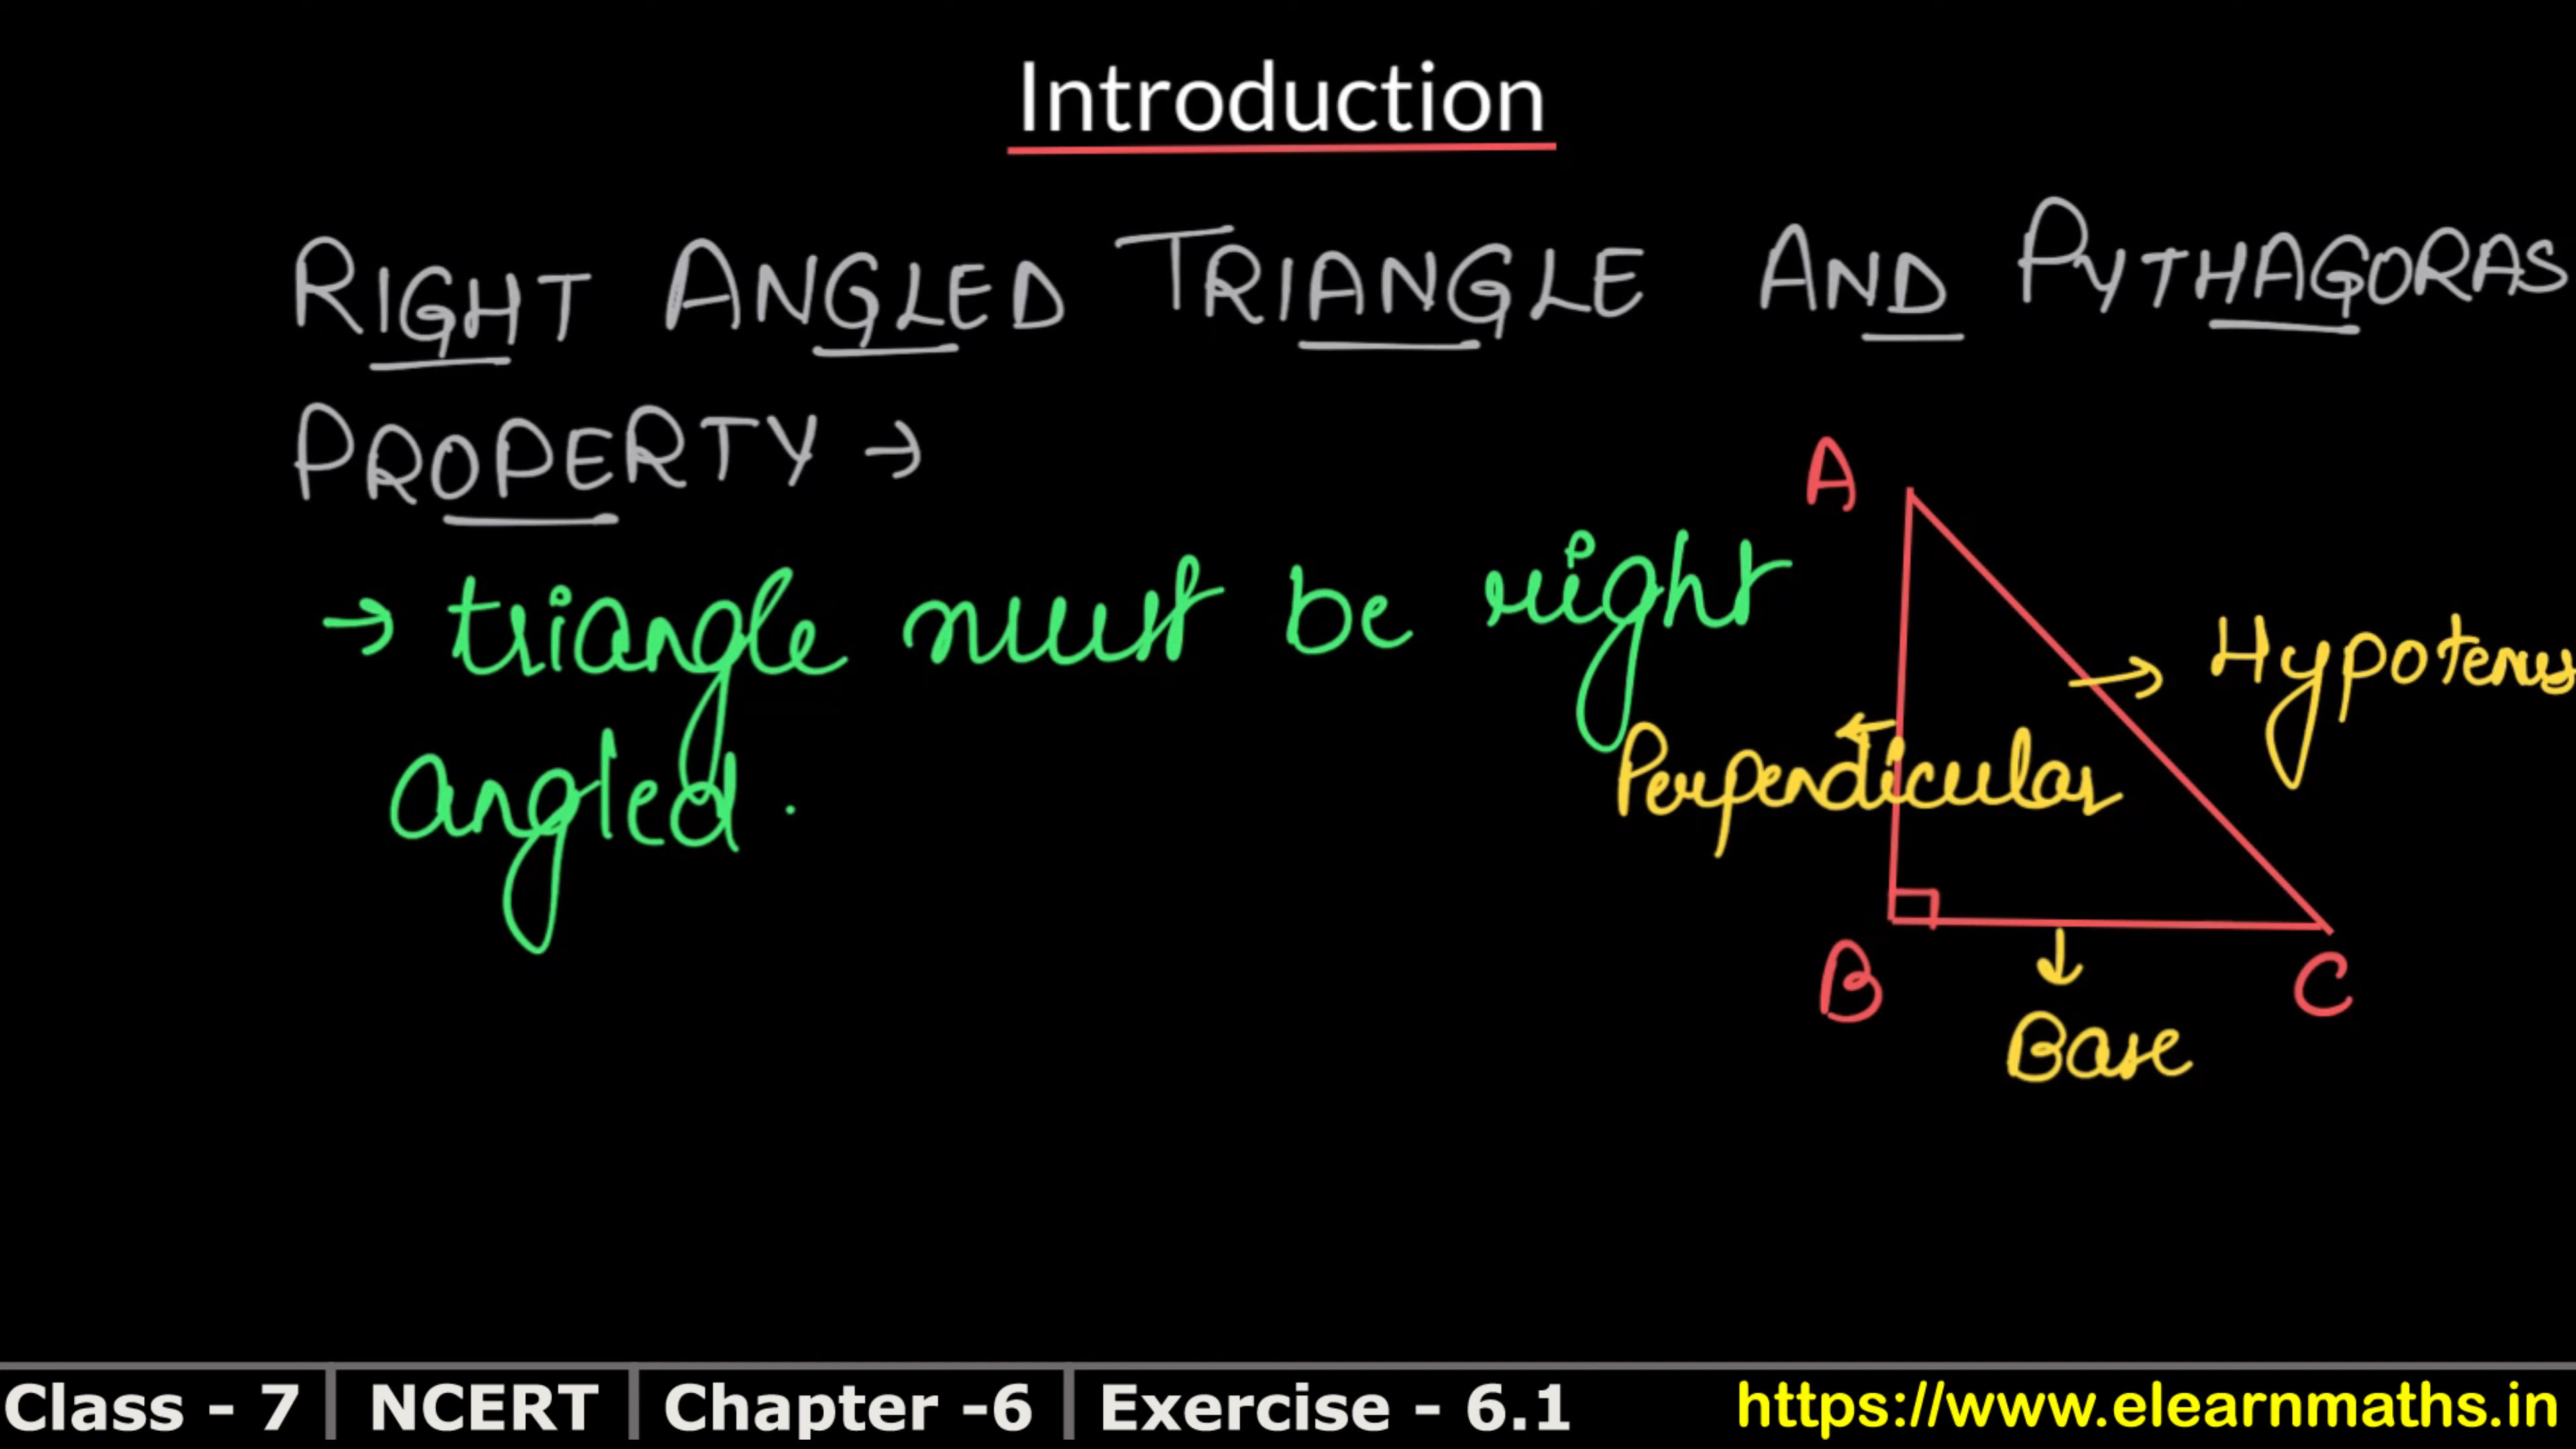 Introduction
RIGHT ANGLED TRIANGLE AND PYTHAGORAS
PROPERTY →
→ triangle must be right
angled.
A
Hypotenus
Perpendicular
B
C
Base
Class - 7 | NCERT | Chapter -6 | Exercise - 6.1 https://www.elearnmaths.in